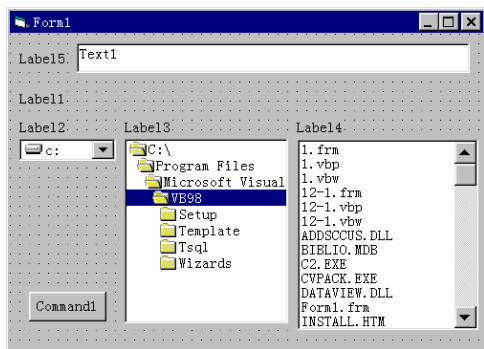 Form1
Label5: Text1
Label1
Label2 Label3 Label4
c:
C:\
Program Files
Microsoft Visual
VB98
Setup
Template
Tsql
Wizards
1.frm
1.vbp
1.vbw
12-1.frm
12-1.vbp
12-1.vbw
ADDSCCUS.DLL
BIBLIO.MDB
C2.EXE
CVPACK.EXE
DATAVIEW.DLL
Form1.frm
INSTALL.HTM
Command1